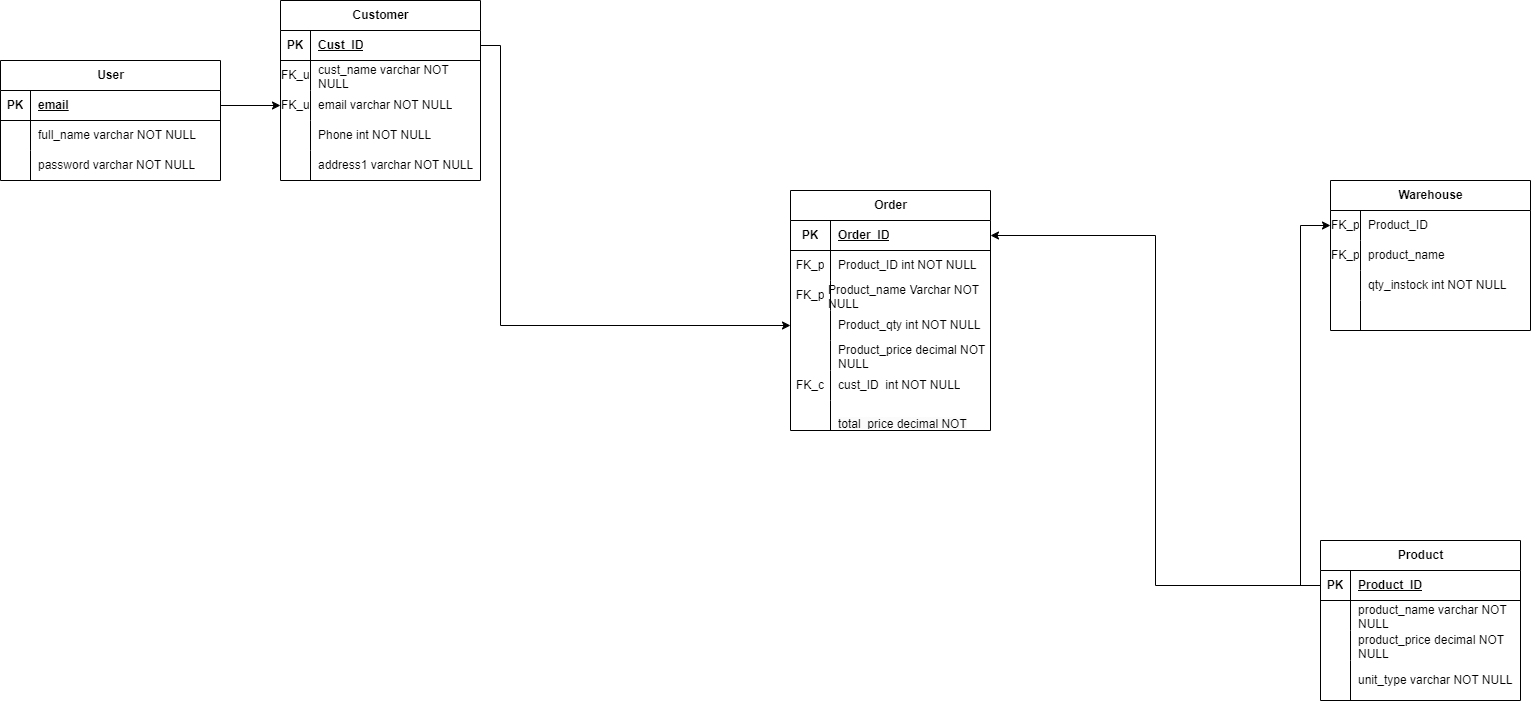 Customer
PK Cust_ID
FK_u cust_name varchar NOT
NULL
FK_u email varchar NOT NULL
Phone int NOT NULL
address1 varchar NOT NULL
User
PK email
full_name varchar NOT NULL
password varchar NOT NULL
Order
PK Order_ID
FK_p Product_ID int NOT NULL
FK_p Product_name Varchar NOT
NULL
Product_qty int NOT NULL
Product_price decimal NOT
NULL
FK_c cust_ID  int NOT NULL
total_price decimal NOT
Warehouse
FK_p Product_ID
FK_p product_name
qty_instock int NOT NULL
Product
PK Product_ID
product_name varchar NOT
NULL
product_price decimal NOT
NULL
unit_type varchar NOT NULL